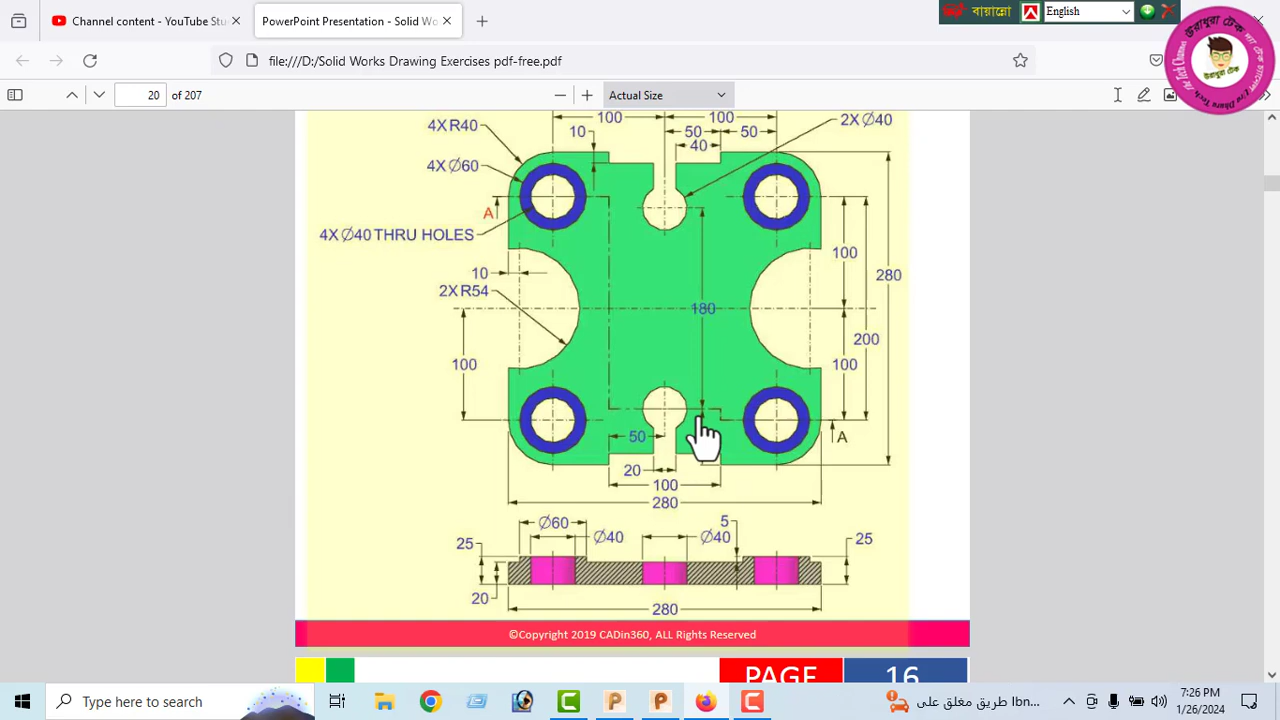 Channel content - YouTube Stu
Presentation - Solid Wo
বায়ান্নো
English
file:///D:/Solid Works Drawing Exercises pdf note.pdf
20
of 207
Actual Size
100
100
50
50
10
40
2X Ø40
4X R40
4X Ø60
A
4X Ø40 THRU HOLES
100
280
10
2X R54
180
200
100
100
50
A
20
100
280
5
Ø60
Ø40
Ø40
25
25
20
280
©Copyright 2019 CADin360, ALL Rights Reserved
PAGE
16
Type here to search
طريق مغلق على Ibn...
7:26 PM
1/26/2024